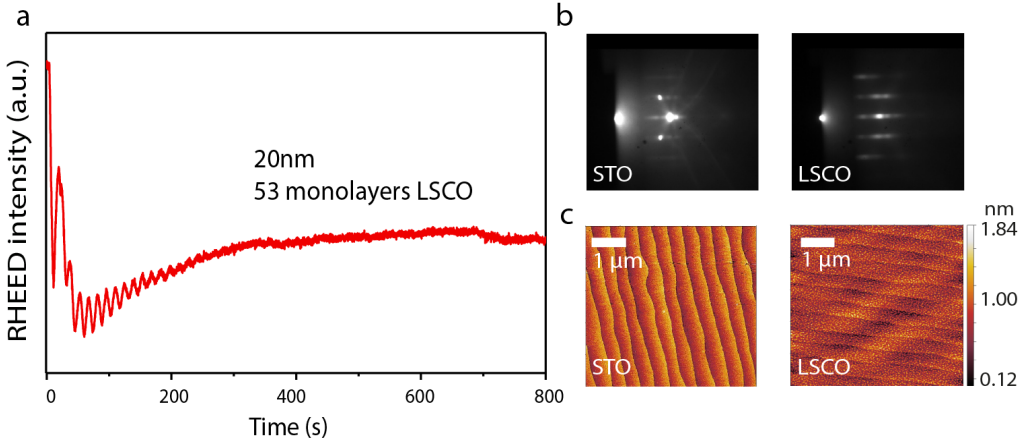 a
RHEED intensity (a.u.)
20nm
53 monolayers LSCO
0
200
400
600
800
Time (s)
b
STO
LSCO
c
1 µm
STO
1 µm
LSCO
nm
1.84
1.00
0.12